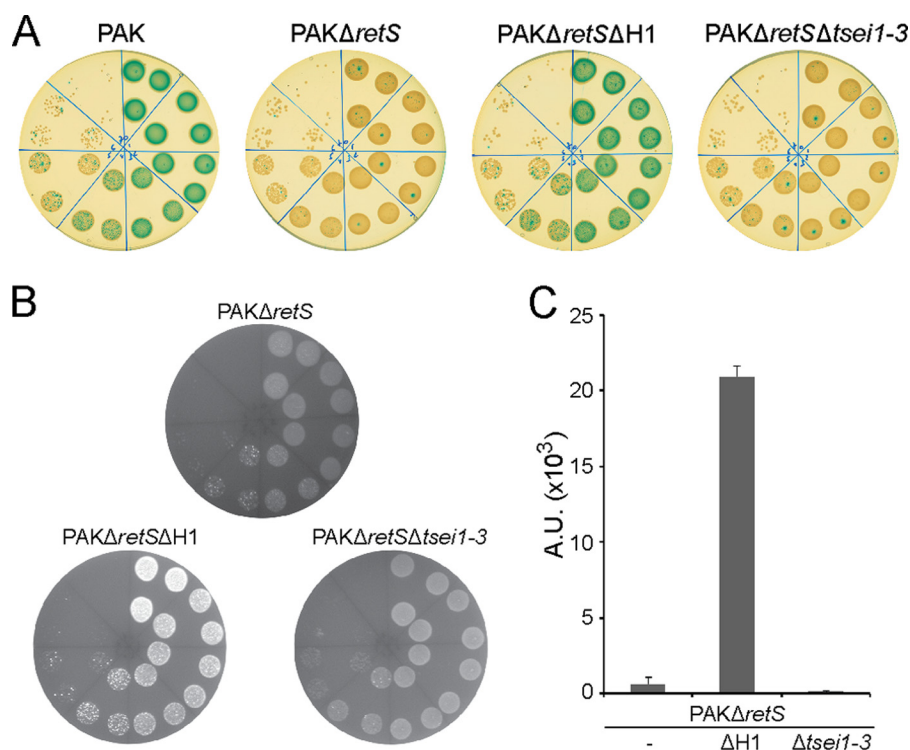 A
PAK
PAKΔretS
PAKΔretSΔH1
PAKΔretSΔtsei1-3
B
PAKΔretS
PAKΔretSΔH1
PAKΔretSΔtsei1-3
C
A.U. (x10³)
25
20
15
10
5
0
PAKΔretS
- ΔH1 Δtsei1-3